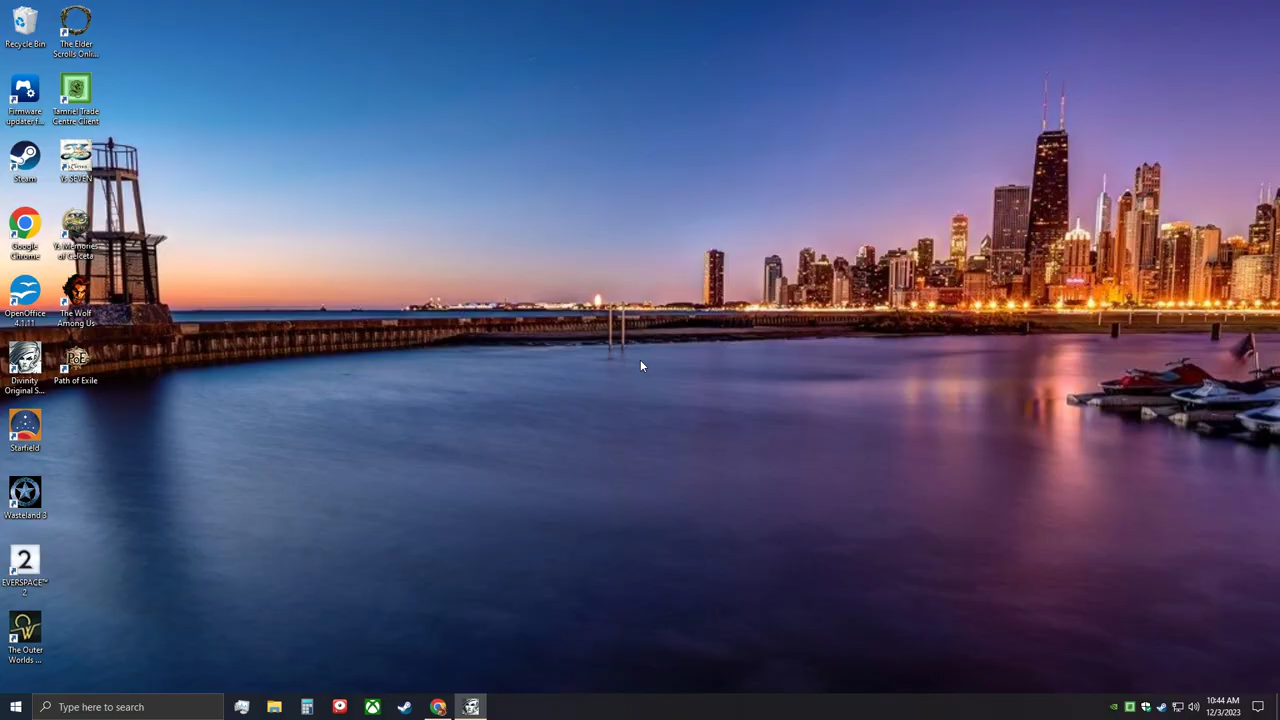 Recycle Bin
The Elder
Scrolls Onli...
Firmware
updater f...
Tamriel Trade
Centre Client
Steam
Ys SEVEN
Google
Chrome
Ys Memories
of Celceta
OpenOffice
4.1.11
The Wolf
Among Us
Divinity
Original S...
PoE
Path of Exile
Starfield
Wasteland 3
2
EVERSPACE™
2
The Outer
Worlds ...
Type here to search
10:44 AM
12/3/2023